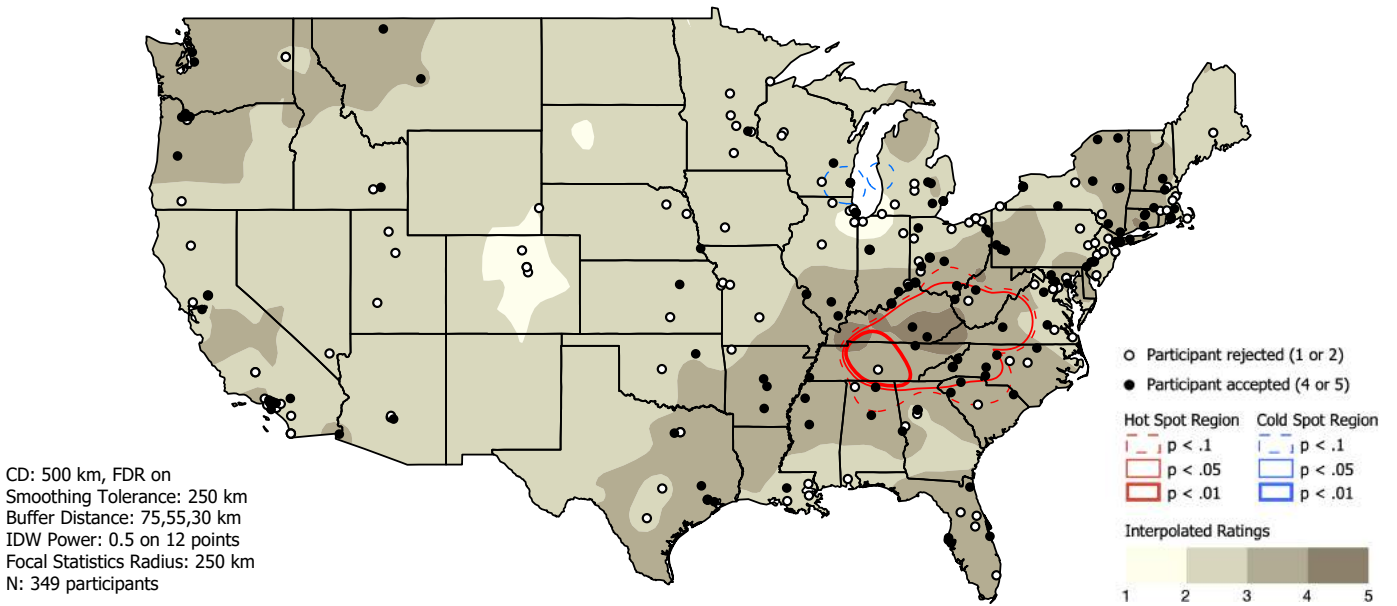 Participant rejected (1 or 2)
Participant accepted (4 or 5)
Hot Spot Region Cold Spot Region
p < .1 p < .1
p < .05 p < .05
p < .01 p < .01
Interpolated Ratings
1 2 3 4 5
CD: 500 km, FDR on
Smoothing Tolerance: 250 km
Buffer Distance: 75,55,30 km
IDW Power: 0.5 on 12 points
Focal Statistics Radius: 250 km
N: 349 participants